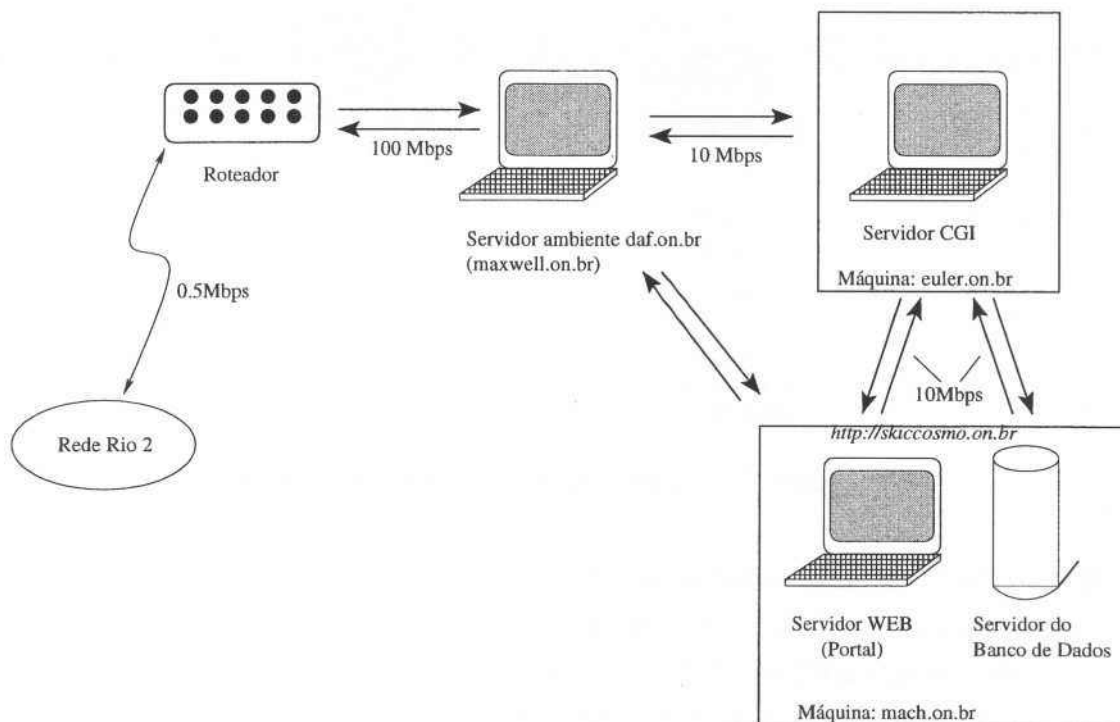 Roteador
100 Mbps
10 Mbps
Servidor CGI
Máquina: euler.on.br
Servidor ambiente daf.on.br
(maxwell.on.br)
0.5Mbps
10Mbps
Rede Rio 2
http://skiccosmo.on.br
Servidor WEB
(Portal)
Servidor do
Banco de Dados
Máquina: mach.on.br